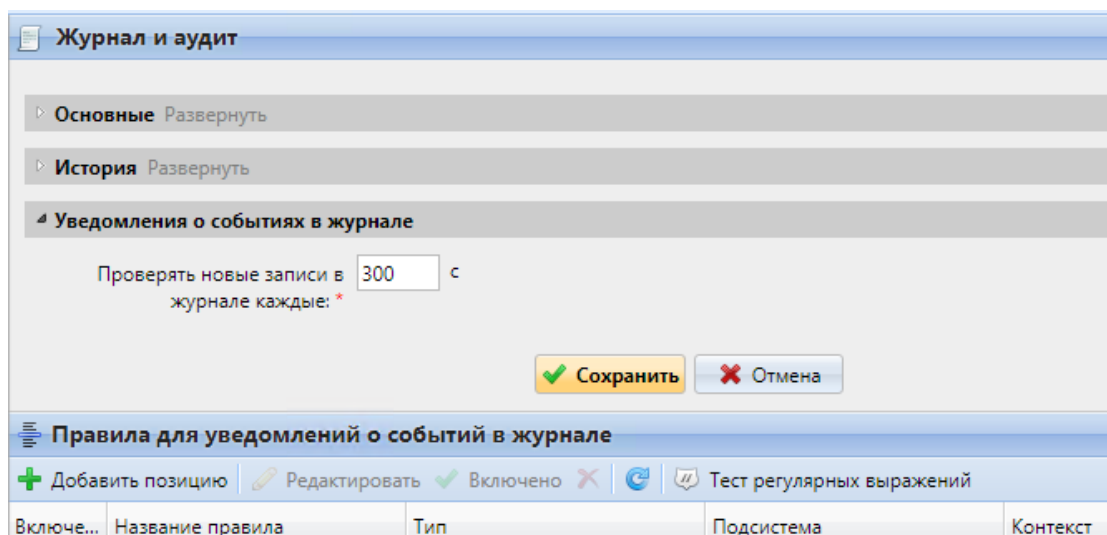 Журнал и аудит
Основные Развернуть
История Развернуть
Уведомления о событиях в журнале
Проверять новые записи в 300 с
журнале каждые: *
Сохранить Отмена
Правила для уведомлений о событий в журнале
Добавить позицию Редактировать Включено Тест регулярных выражений
Включе... Название правила Тип Подсистема Контекст